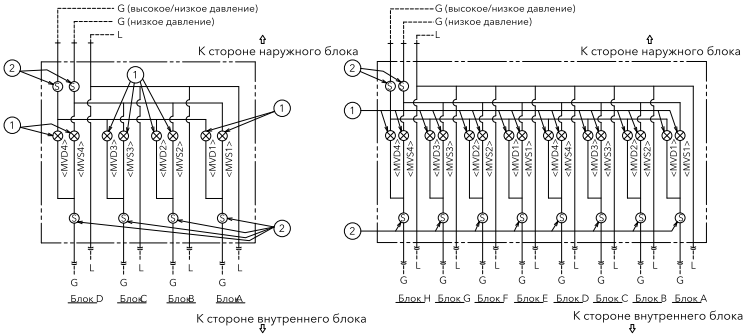 G (высокое/низкое давление)
G (низкое давление)
L
К стороне наружного блока
2
1
1
1
<MVD4>
<MVS4>
<MVD3>
<MVS3>
<MVD2>
<MVS2>
<MVD1>
<MVS1>
S
S
S
S
S
S
2
G
L
G
L
G
L
G
L
Блок D
Блок C
Блок B
Блок A
К стороне внутреннего блока
G (высокое/низкое давление)
G (низкое давление)
L
К стороне наружного блока
2
S
S
1
<MVD4>
<MVS4>
<MVD3>
<MVS3>
<MVD2>
<MVS2>
<MVD1>
<MVS1>
<MVD4>
<MVS4>
<MVD3>
<MVS3>
<MVD2>
<MVS2>
<MVD1>
<MVS1>
S
S
S
S
S
S
S
S
2
G
L
G
L
G
L
G
L
G
L
G
L
G
L
G
L
Блок H
Блок G
Блок F
Блок E
Блок D
Блок C
Блок B
Блок A
К стороне внутреннего блока